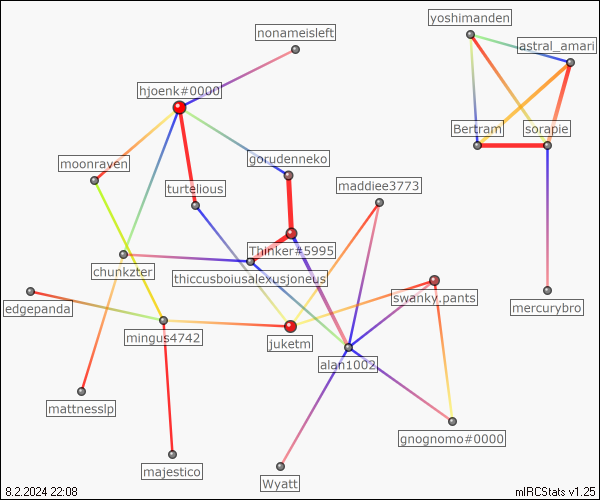 yoshimanden
nonameisleft
astral_amari
hjoenk#0000
Bertram
sorapie
moonraven
gorudenneko
turtelious
maddiee3773
Thinker#5995
chunkzter
thiccusboiusalexusjoneus
swanky.pants
edgepanda
mercurybro
mingus4742
juketm
alan1002
mattnesslp
gnognomo#0000
majestico
Wyatt
8.2.2024 22:08
mIRCStats v1.25